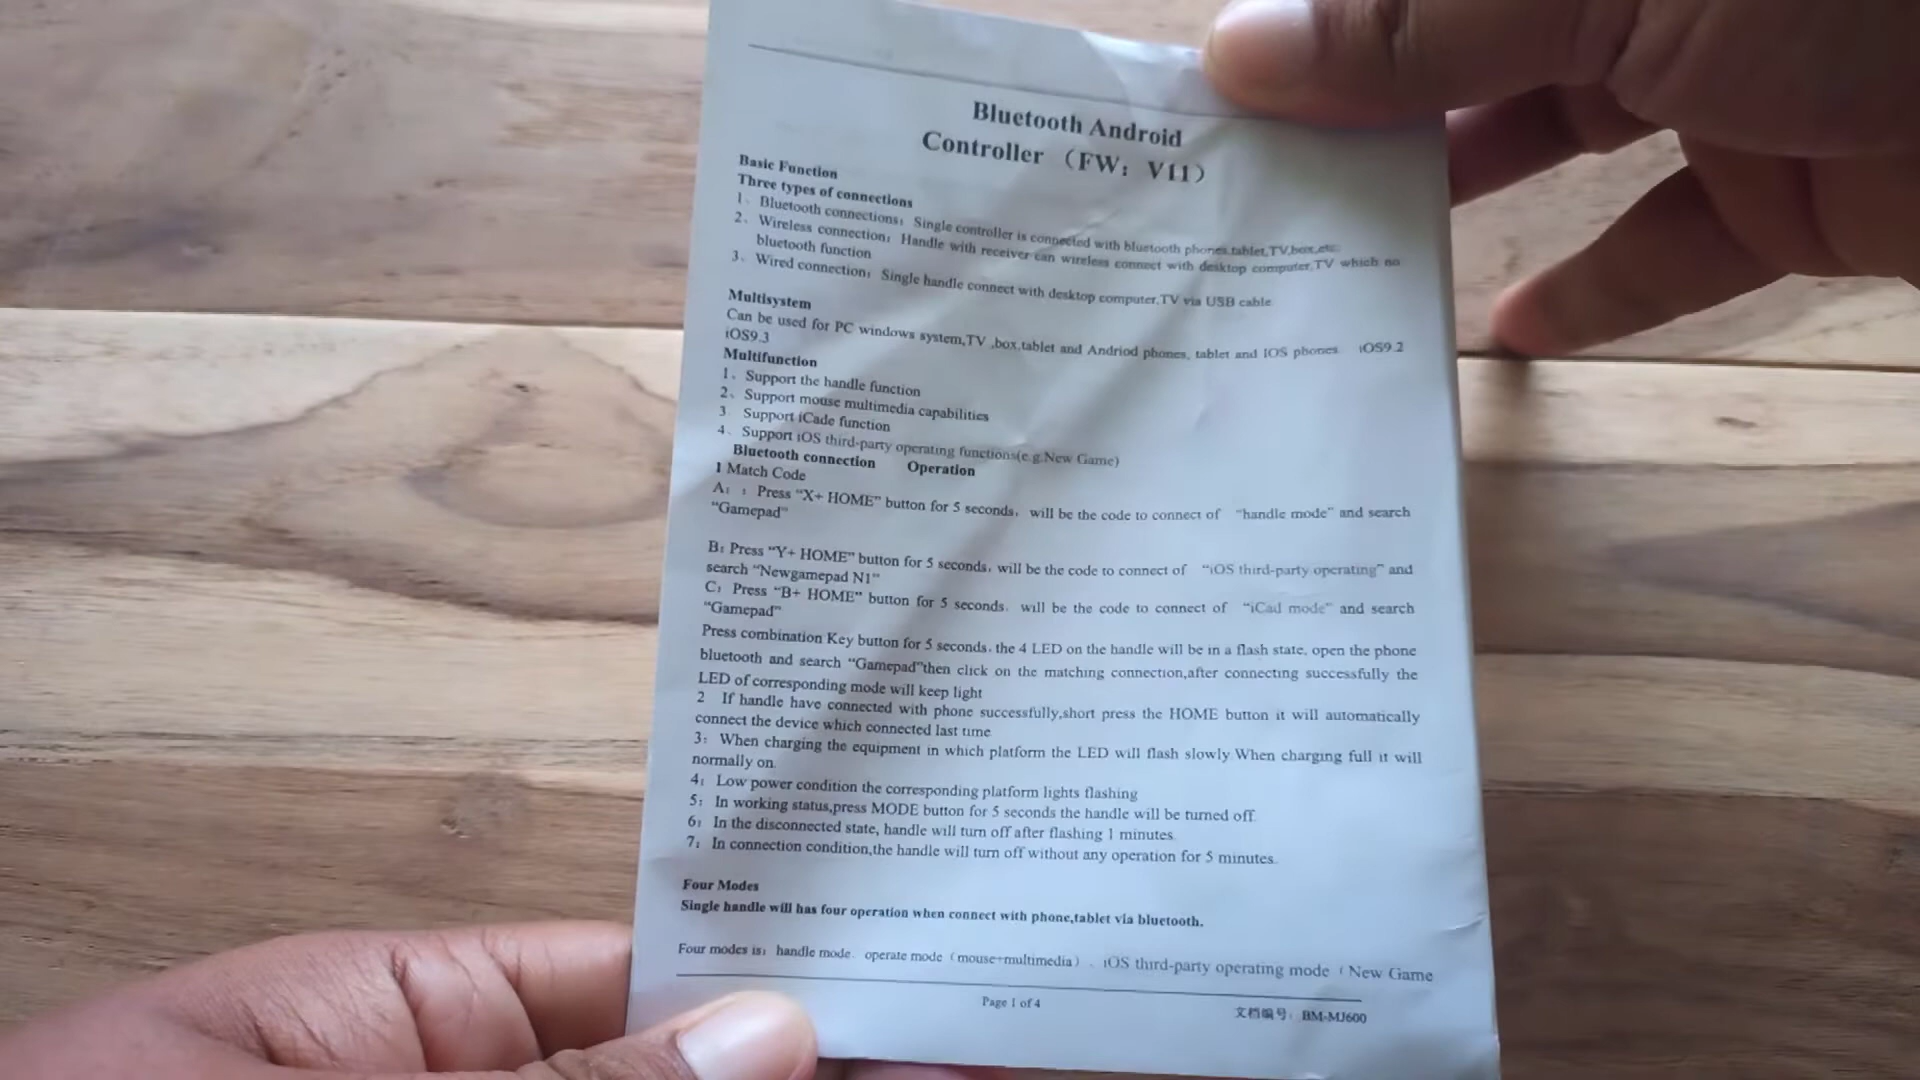 Bluetooth Android
Controller （FW：V11）
Basic Function
Three types of connections
1、Bluetooth connections：Single controller is connected with bluetooth phones,tablet,TV,box,etc.
2、Wireless connection：Handle with receiver can wireless connect with desktop computer,TV which no
bluetooth function
3、Wired connection：Single handle connect with desktop computer,TV via USB cable.
Multisystem
Can be used for PC windows system,TV ,box,tablet and Andriod phones, tablet and IOS phones. iOS9.2
iOS9.3
Multifunction
1、Support the handle function
2、Support mouse multimedia capabilities
3 Support iCade function
4、Support iOS third-party operating functions(e.g.New Game)
Bluetooth connection Operation
1 Match Code
A：：Press “X+ HOME” button for 5 seconds，will be the code to connect of “handle mode” and search
“Gamepad”
B：Press “Y+ HOME” button for 5 seconds，will be the code to connect of “iOS third-party operating” and
search “Newgamepad N1”
C：Press “B+ HOME” button for 5 seconds，will be the code to connect of “iCad mode” and search
“Gamepad”
Press combination Key button for 5 seconds，the 4 LED on the handle will be in a flash state, open the phone
bluetooth and search “Gamepad”then click on the matching connection,after connecting successfully the
LED of corresponding mode will keep light
2 If handle have connected with phone successfully,short press the HOME button it will automatically
connect the device which connected last time
3：When charging the equipment in which platform the LED will flash slowly When charging full it will
normally on.
4：Low power condition the corresponding platform lights flashing
5：In working status,press MODE button for 5 seconds the handle will be turned off.
6：In the disconnected state, handle will turn off after flashing 1 minutes.
7：In connection condition,the handle will turn off without any operation for 5 minutes.
Four Modes
Single handle will has four operation when connect with phone,tablet via bluetooth.
Four modes is：handle mode、operate mode（mouse+multimedia）、iOS third-party operating mode（New Game
Page 1 of 4
文档编号：BM-MJ600